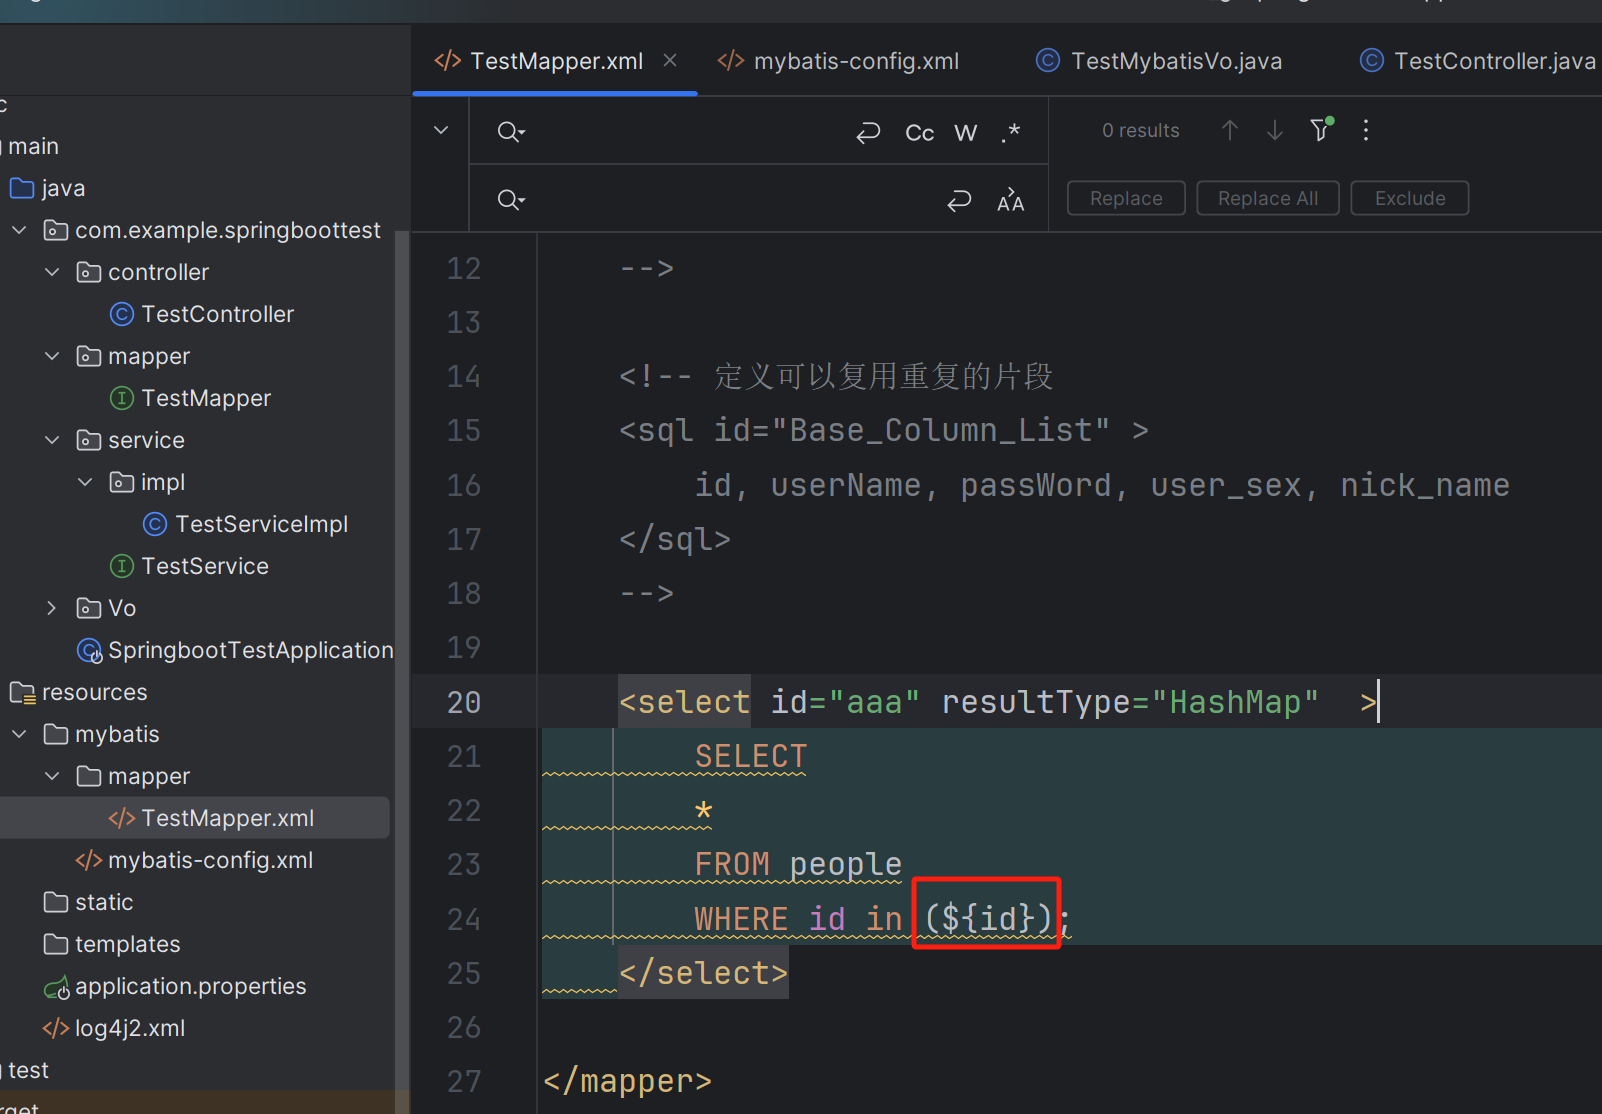 TestMapper.xml
mybatis-config.xml
TestMybatisVo.java
TestController.java
main
java
com.example.springboottest
controller
TestController
mapper
TestMapper
service
impl
TestServiceImpl
TestService
Vo
SpringbootTestApplication
resources
mybatis
mapper
TestMapper.xml
mybatis-config.xml
static
templates
application.properties
log4j2.xml
test
Cc W .*
0 results
Replace
Replace All
Exclude
12 -->
13
14 <!-- 定义可以复用重复的片段
15 <sql id="Base_Column_List" >
16 id, userName, passWord, user_sex, nick_name
17 </sql>
18 -->
19
20 <select id="aaa" resultType="HashMap" >
21 SELECT
22 *
23 FROM people
24 WHERE id in (${id});
25 </select>
26
27 </mapper>